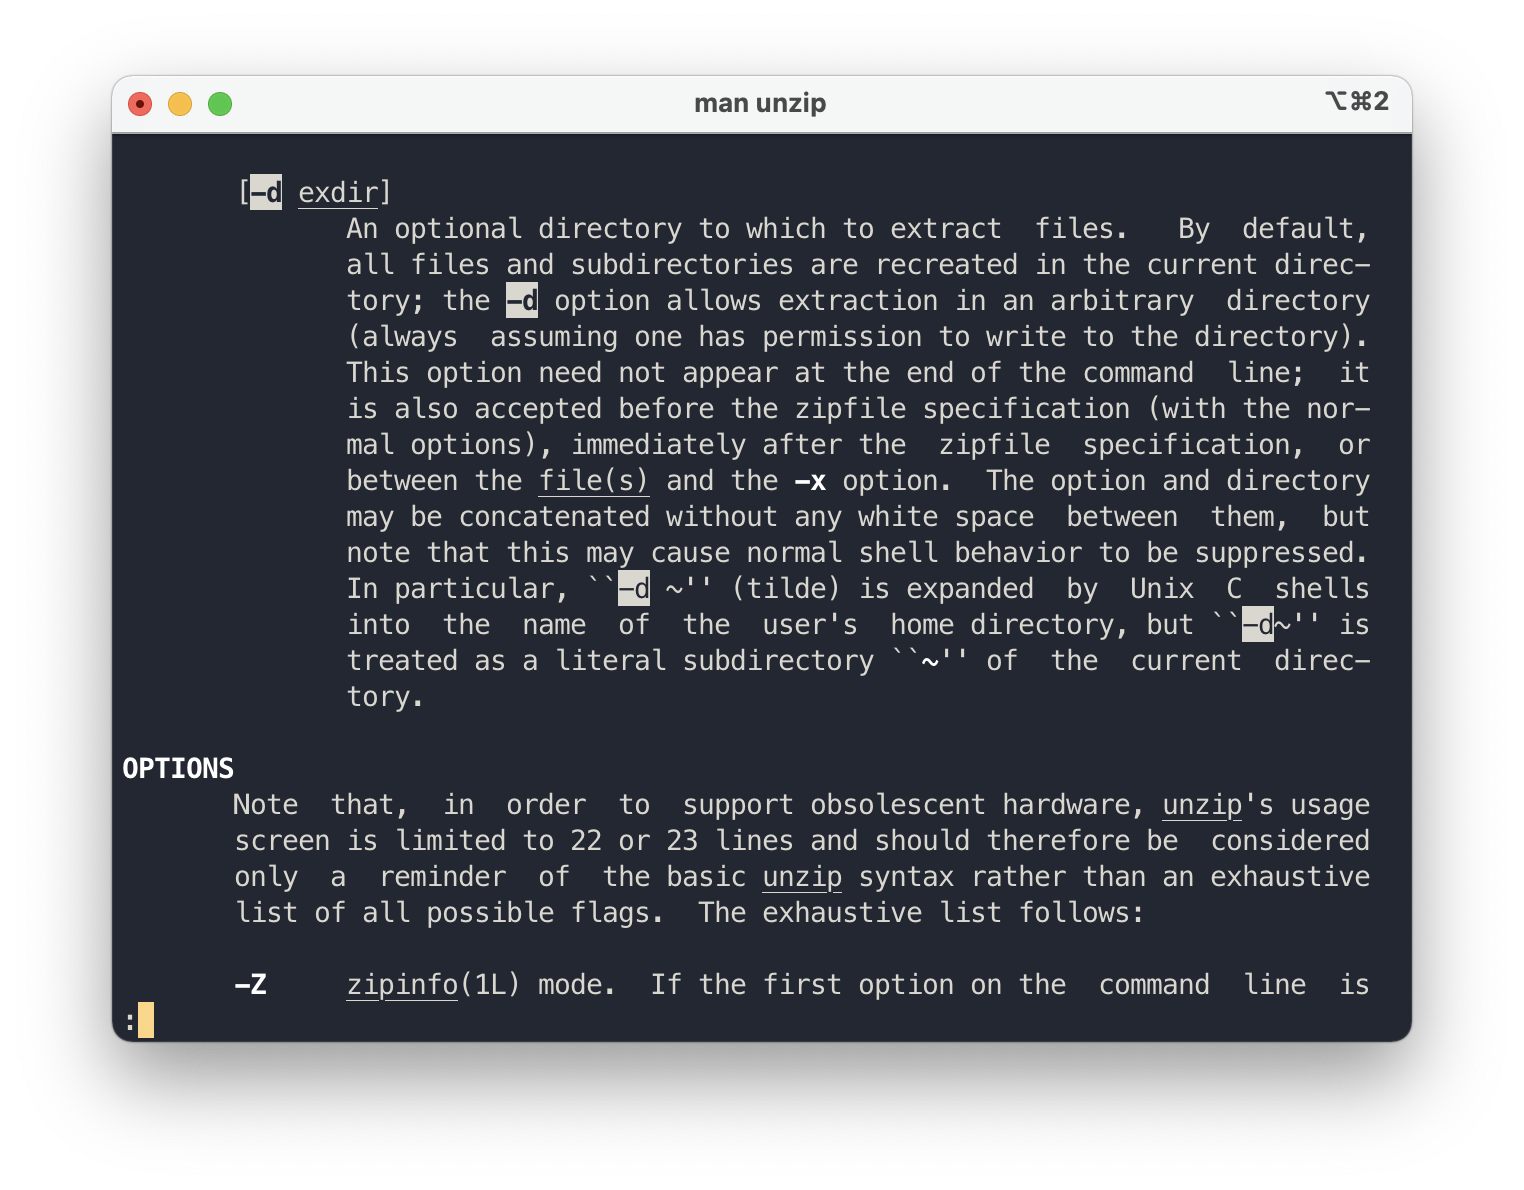 man unzip ⌥⌘2
[-d exdir]
An optional directory to which to extract  files.   By  default,
all files and subdirectories are recreated in the current direc-
tory; the -d option allows extraction in an arbitrary  directory
(always  assuming one has permission to write to the directory).
This option need not appear at the end of the command  line;  it
is also accepted before the zipfile specification (with the nor-
mal options), immediately after the  zipfile  specification,  or
between the file(s) and the -x option.  The option and directory
may be concatenated without any white space  between  them,  but
note that this may cause normal shell behavior to be suppressed.
In particular, ``-d ~'' (tilde) is expanded  by  Unix  C  shells
into  the  name  of  the  user's  home directory, but ``-d~'' is
treated as a literal subdirectory ``~'' of  the  current  direc-
tory.
OPTIONS
Note  that,  in  order  to  support obsolescent hardware, unzip's usage
screen is limited to 22 or 23 lines and should therefore be  considered
only  a  reminder  of  the basic unzip syntax rather than an exhaustive
list of all possible flags.  The exhaustive list follows:
-Z     zipinfo(1L) mode.  If the first option on the  command  line  is
: